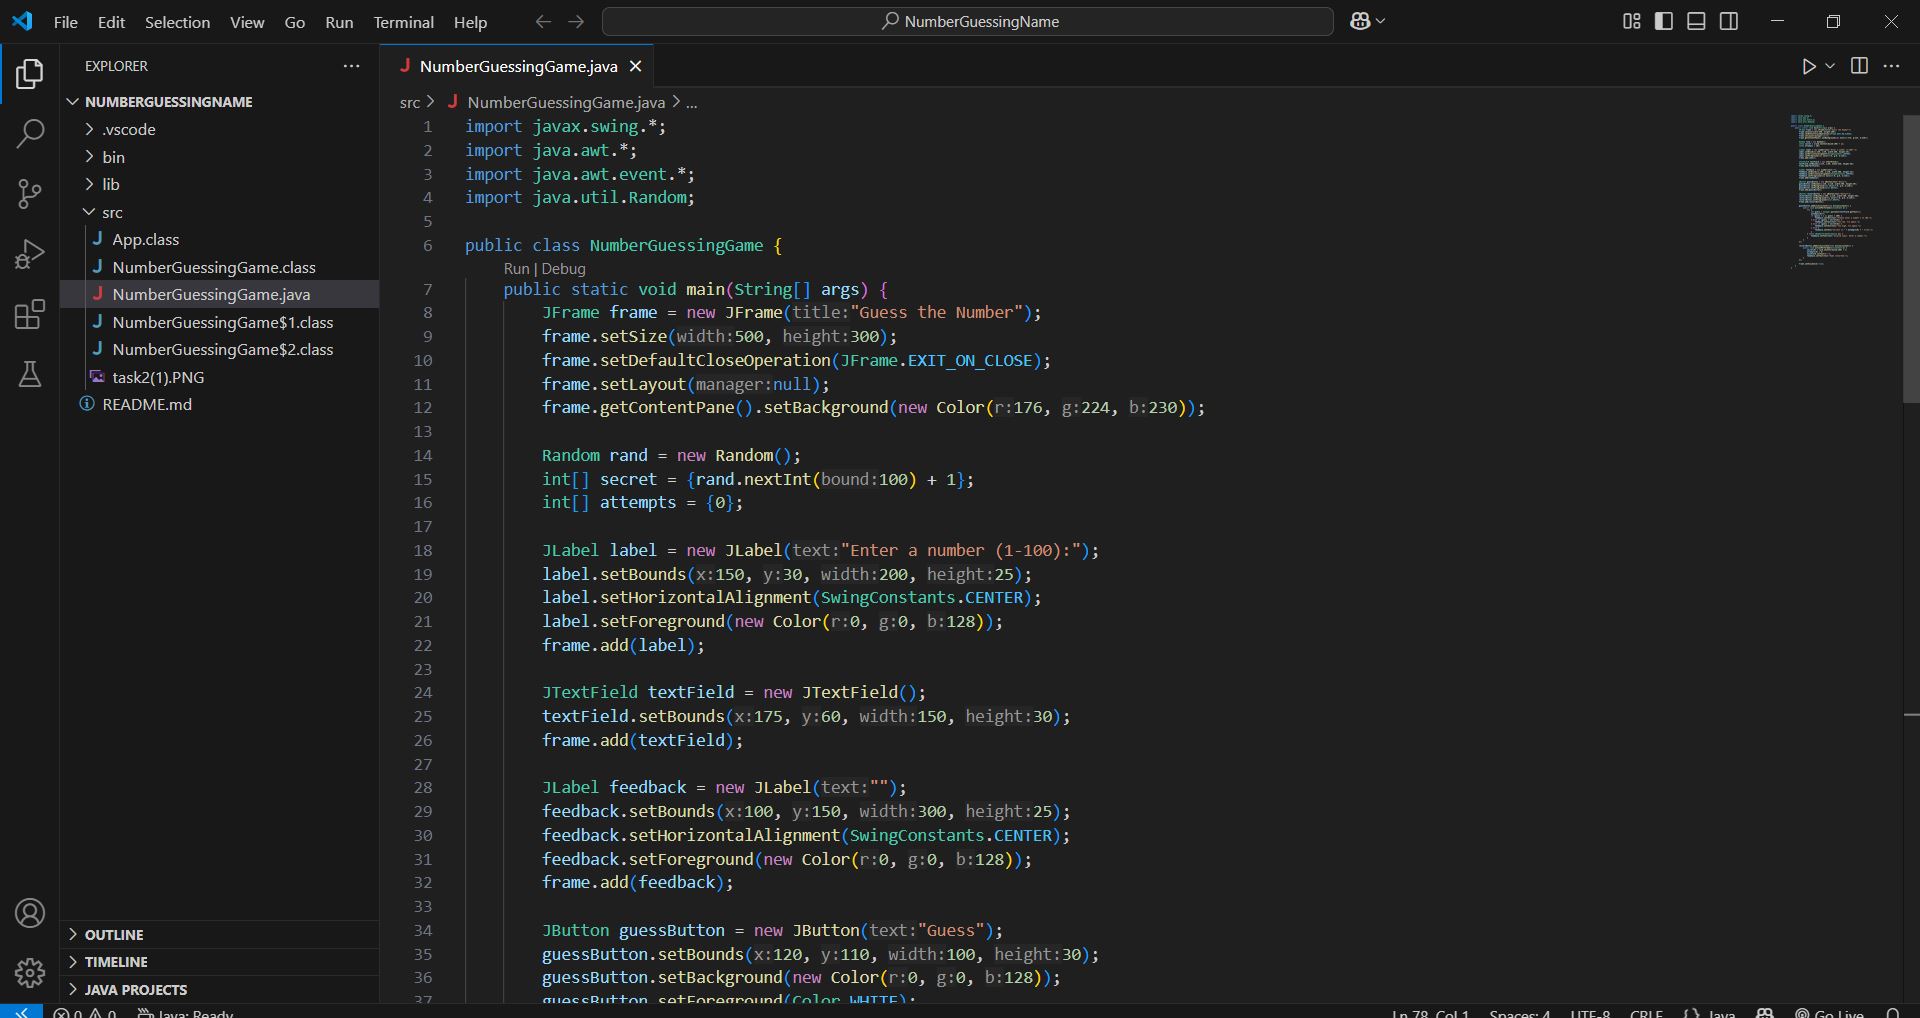 File Edit Selection View Go Run Terminal Help
NumberGuessingName
EXPLORER
NUMBERGUESSINGNAME
.vscode
bin
lib
src
App.class
NumberGuessingGame.class
NumberGuessingGame.java
NumberGuessingGame$1.class
NumberGuessingGame$2.class
task2(1).PNG
README.md
OUTLINE
TIMELINE
JAVA PROJECTS
NumberGuessingGame.java
src > NumberGuessingGame.java > ...
1 import javax.swing.*;
2 import java.awt.*;
3 import java.awt.event.*;
4 import java.util.Random;
5
6 public class NumberGuessingGame {
Run | Debug
7 public static void main(String[] args) {
8 JFrame frame = new JFrame(title:"Guess the Number");
9 frame.setSize(width:500, height:300);
10 frame.setDefaultCloseOperation(JFrame.EXIT_ON_CLOSE);
11 frame.setLayout(manager:null);
12 frame.getContentPane().setBackground(new Color(r:176, g:224, b:230));
13
14 Random rand = new Random();
15 int[] secret = {rand.nextInt(bound:100) + 1};
16 int[] attempts = {0};
17
18 JLabel label = new JLabel(text:"Enter a number (1-100):");
19 label.setBounds(x:150, y:30, width:200, height:25);
20 label.setHorizontalAlignment(SwingConstants.CENTER);
21 label.setForeground(new Color(r:0, g:0, b:128));
22 frame.add(label);
23
24 JTextField textField = new JTextField();
25 textField.setBounds(x:175, y:60, width:150, height:30);
26 frame.add(textField);
27
28 JLabel feedback = new JLabel(text:"");
29 feedback.setBounds(x:100, y:150, width:300, height:25);
30 feedback.setHorizontalAlignment(SwingConstants.CENTER);
31 feedback.setForeground(new Color(r:0, g:0, b:128));
32 frame.add(feedback);
33
34 JButton guessButton = new JButton(text:"Guess");
35 guessButton.setBounds(x:120, y:110, width:100, height:30);
36 guessButton.setBackground(new Color(r:0, g:0, b:128));
37 guessButton.setForeground(Color.WHITE);
0 0 Java: Ready
Ln 78, Col 1 Spaces: 4 UTF-8 CRLF {} Java Go Live